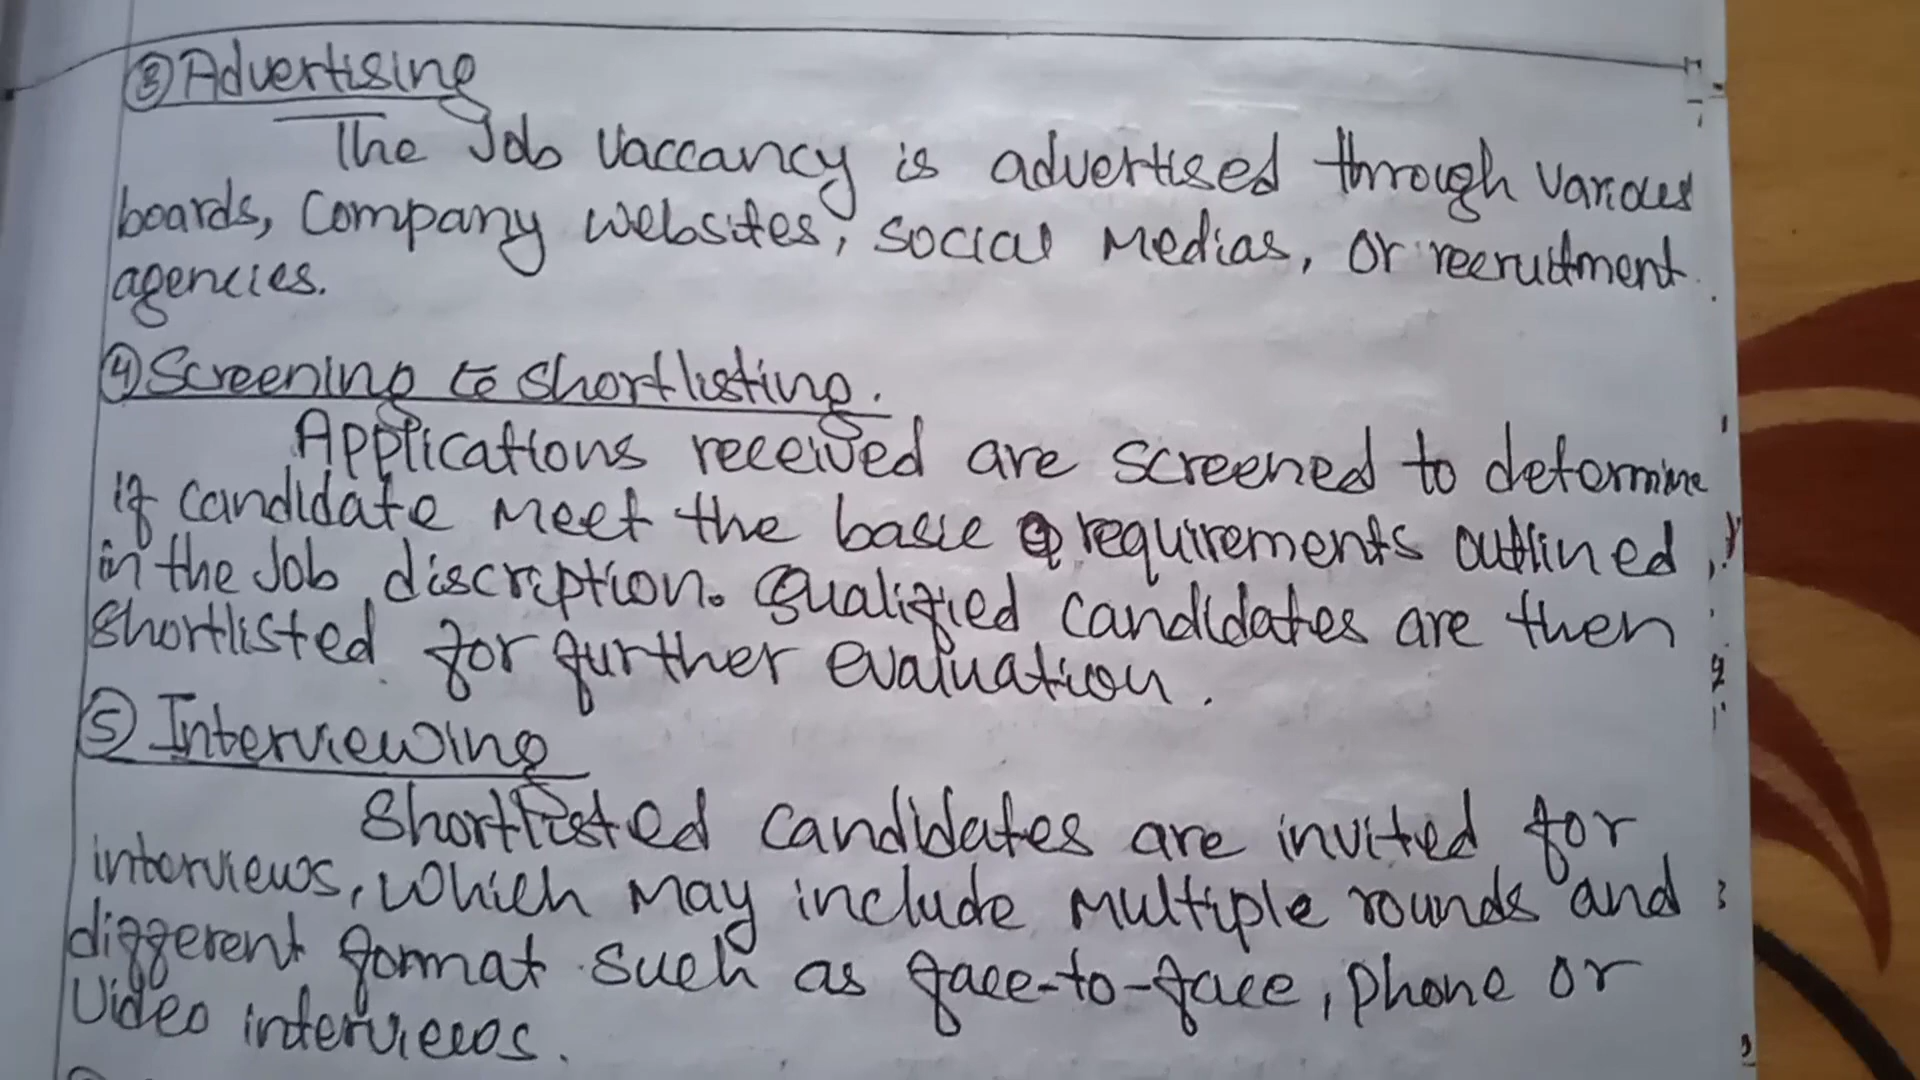 ③ Advertising
The Job Vaccancy is advertised through various
boards, Company websites, social medias, or recruitment
agencies.
④ Screening to shortlisting.
Applications received are screened to determine
if candidate meet the basic requirements outlined
in the Job discription. Qualified candidates are then
shortlisted for further evaluation.
⑤ Interviewing
Shortlisted candidates are invited for
interviews, which may include multiple rounds and
different format such as face-to-face, phone or
Video interviews.